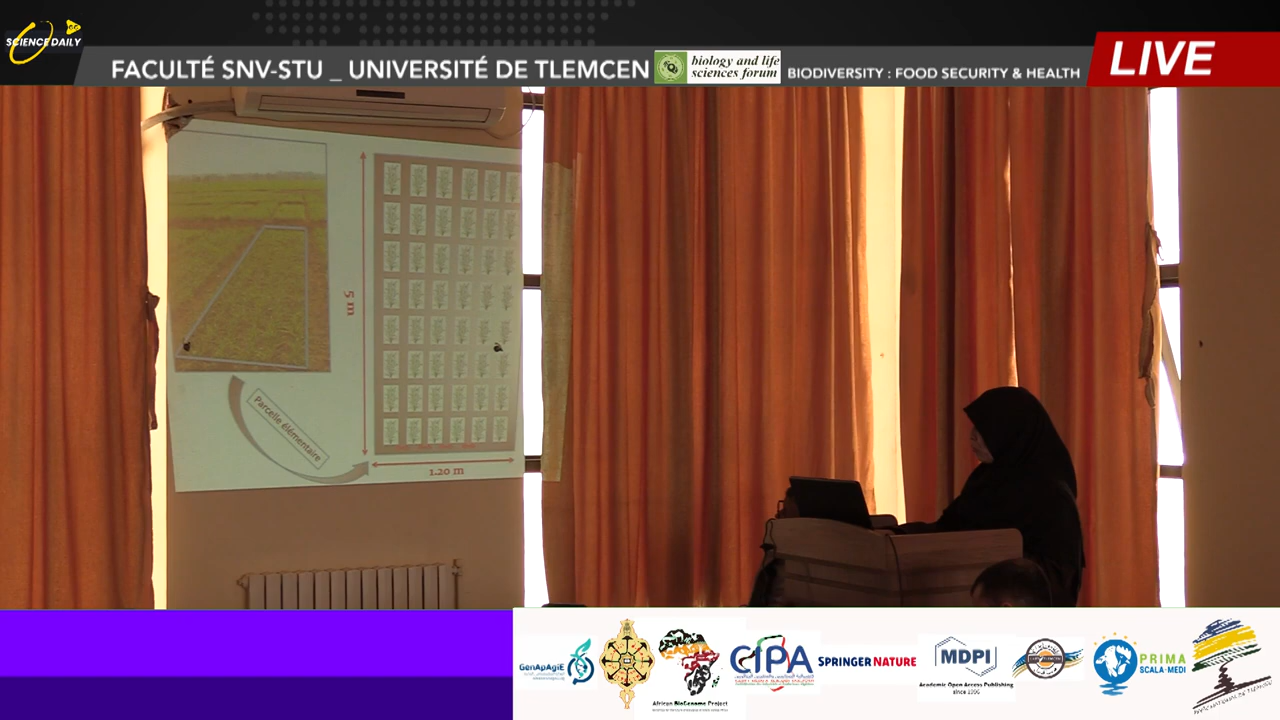 SCIENCE DAILY
FACULTÉ SNV-STU _ UNIVERSITÉ DE TLEMCEN
biology and life
sciences forum
BIODIVERSITY : FOOD SECURITY & HEALTH
LIVE
5 m
Parcelle élémentaire
1.20 m
GenApAgiE
African BioGenome Project
CIPA
SPRINGER NATURE
MDPI
Academic Open Access Publishing
since 1996
PRIMA
SCALA-MEDI